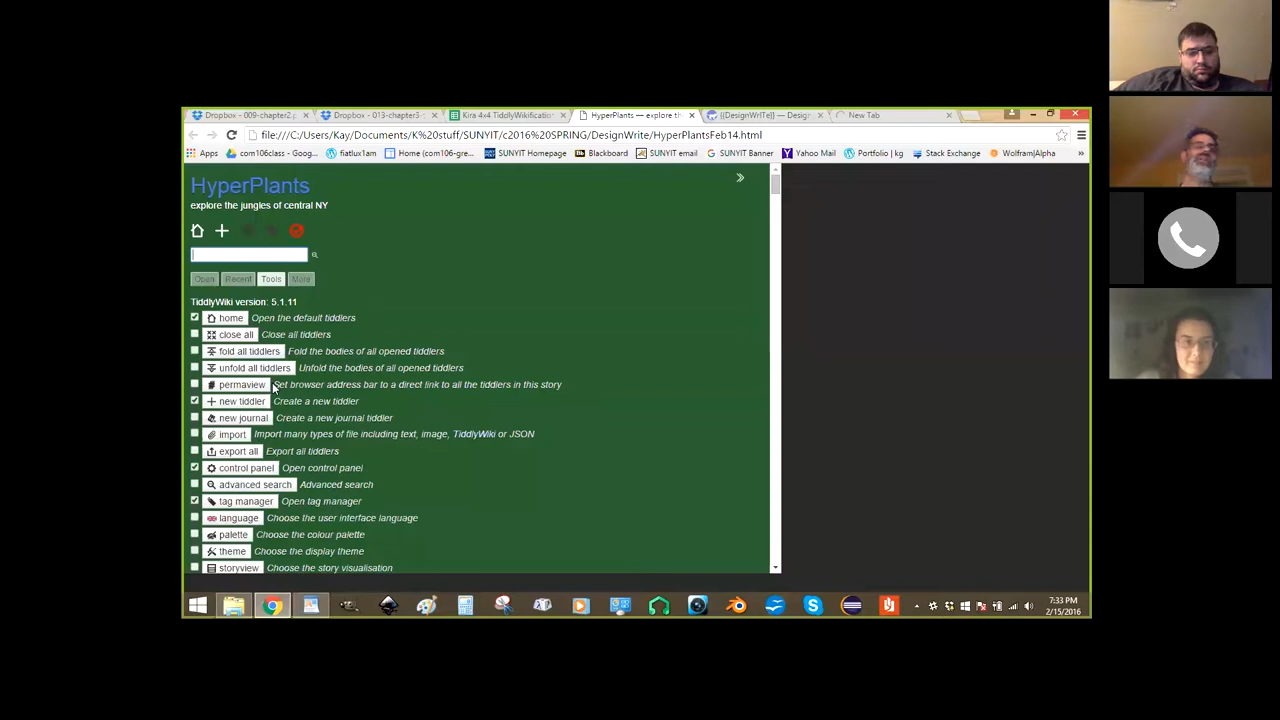 Dropbox - 009-chapter2.p
Dropbox - 013-chapter3-
Kira 4x4 TiddlyWikificatio
HyperPlants — explore th
{{DesignWrITe}} — Desig
New Tab
file:///C:/Users/Kay/Documents/K%20stuff/SUNYIT/c2016%20SPRING/DesignWrite/HyperPlantsFeb14.html
Apps com106class - Goog... fiatlux1am Home (com106-gre... SUNYIT Homepage Blackboard SUNYIT email SUNYIT Banner Yahoo Mail Portfolio | kg Stack Exchange Wolfram|Alpha »
HyperPlants
explore the jungles of central NY
Open Recent Tools More
TiddlyWiki version: 5.1.11
home Open the default tiddlers
close all Close all tiddlers
fold all tiddlers Fold the bodies of all opened tiddlers
unfold all tiddlers Unfold the bodies of all opened tiddlers
permaview Set browser address bar to a direct link to all the tiddlers in this story
new tiddler Create a new tiddler
new journal Create a new journal tiddler
import Import many types of file including text, image, TiddlyWiki or JSON
export all Export all tiddlers
control panel Open control panel
advanced search Advanced search
tag manager Open tag manager
language Choose the user interface language
palette Choose the colour palette
theme Choose the display theme
storyview Choose the story visualisation
7:33 PM
2/15/2016